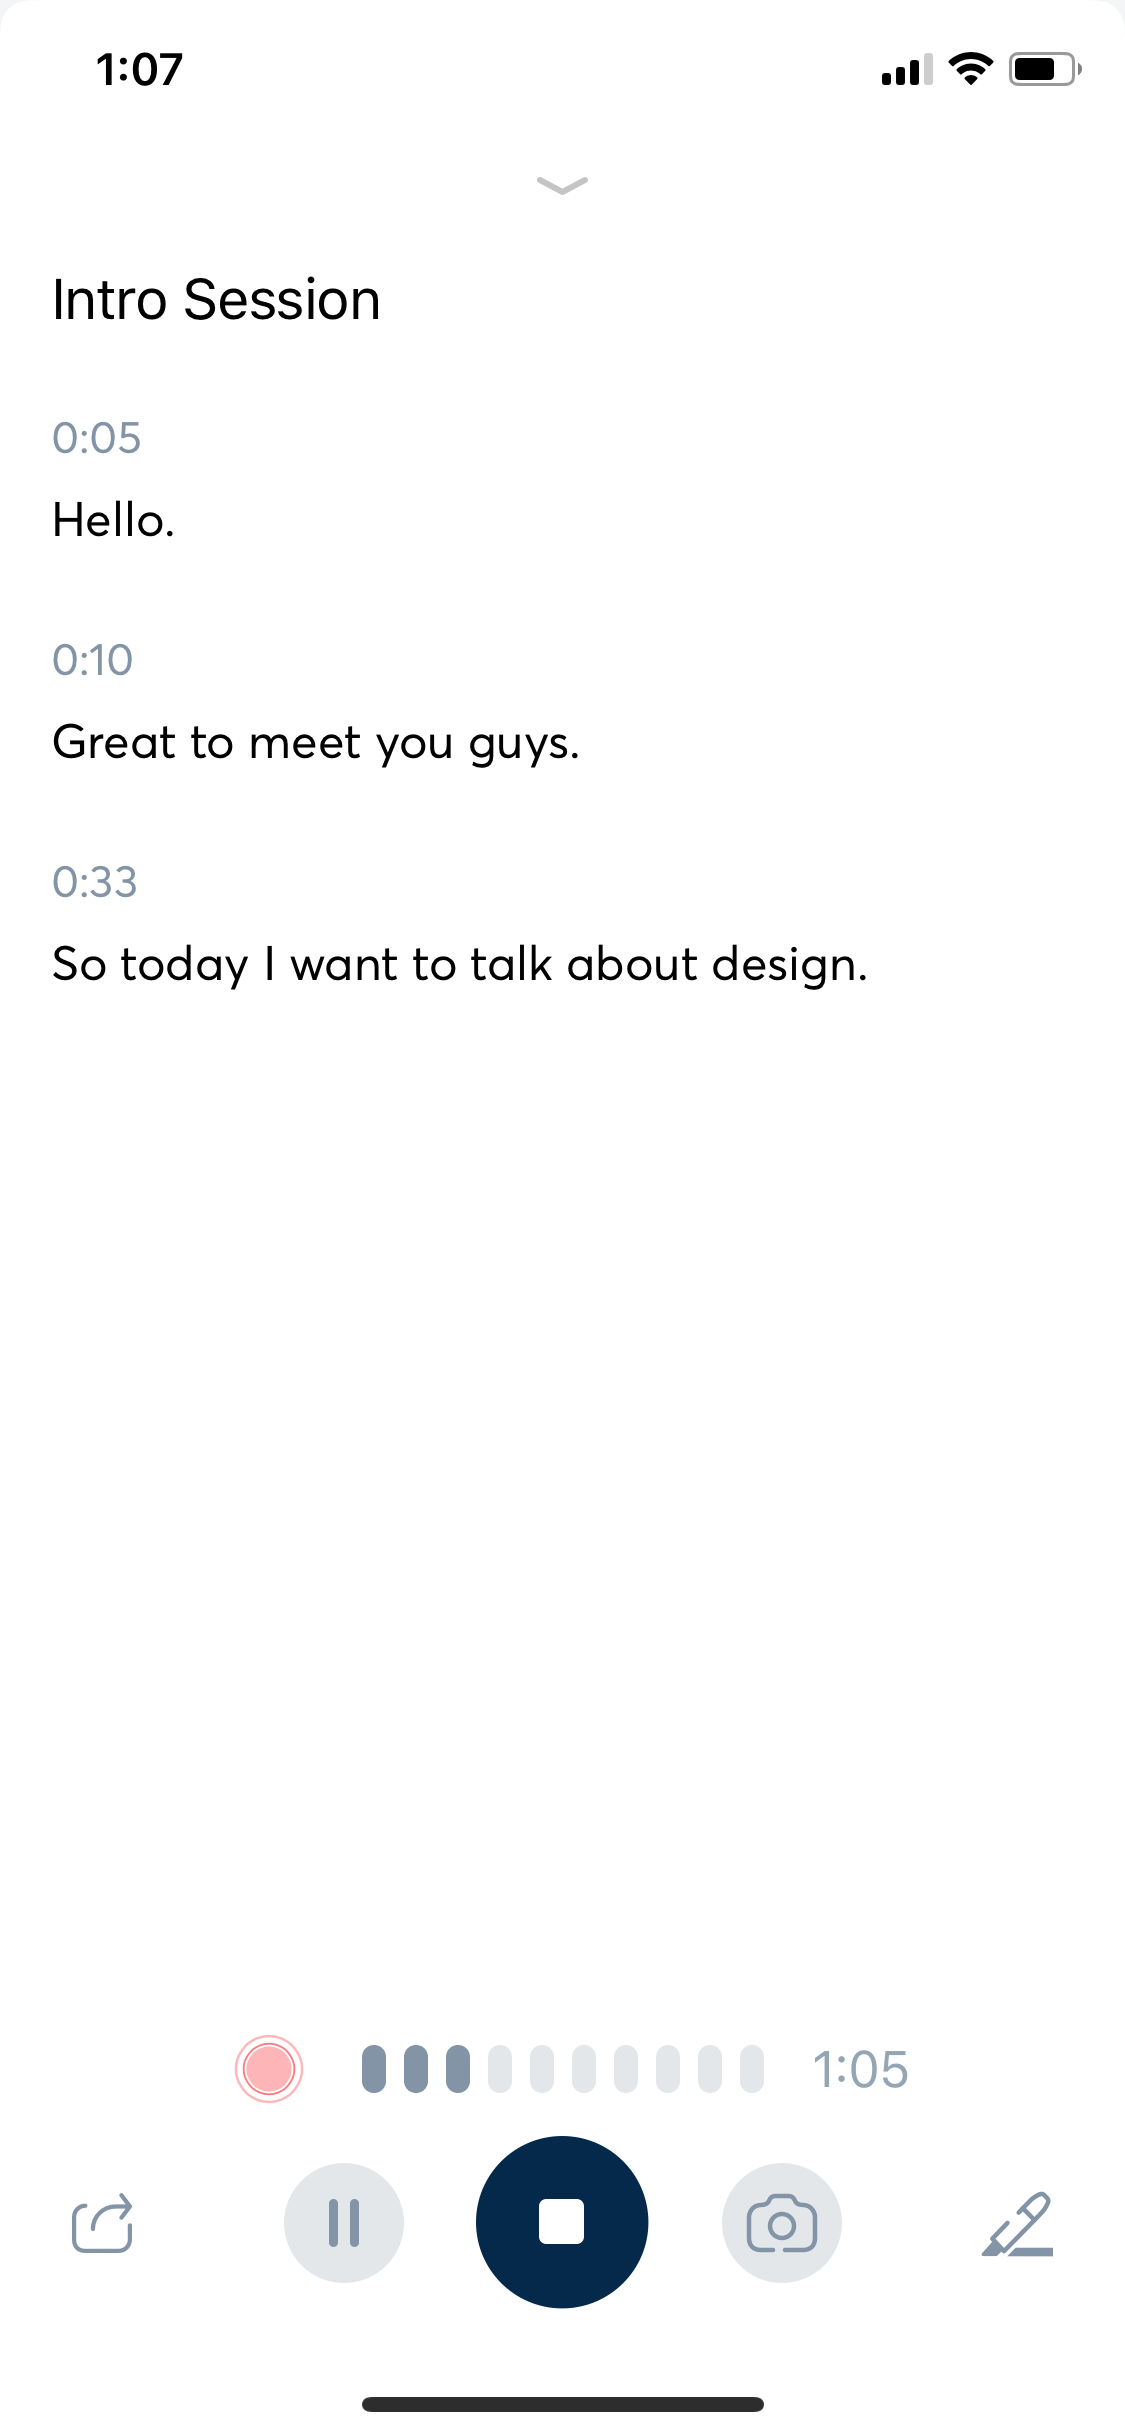 1:07
Intro Session
0:05
Hello.
0:10
Great to meet you guys.
0:33
So today I want to talk about design.
1:05